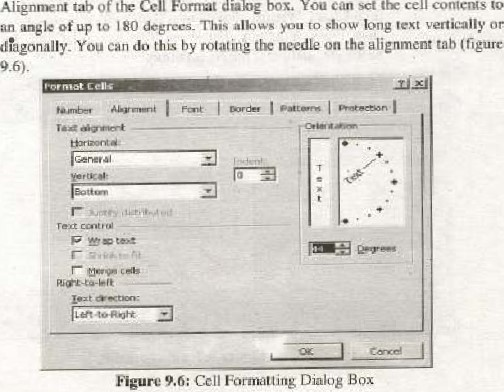 Alignment tab of the Cell Format dialog box. You can set the cell contents to
an angle of up to 180 degrees. This allows you to show long text vertically or
diagonally. You can do this by rotating the needle on the alignment tab (figure
9.6).
Format Cells
Number Alignment Font Border Patterns Protection
Text alignment
Orientation
Horizontal:
General
Indent:
0
Vertical:
Bottom
Justify distributed
Text
Text
Text control
Wrap text
Shrink to fit
Merge cells
44 Degrees
Right-to-left
Text direction:
Left-to-Right
OK Cancel
Figure 9.6: Cell Formatting Dialog Box